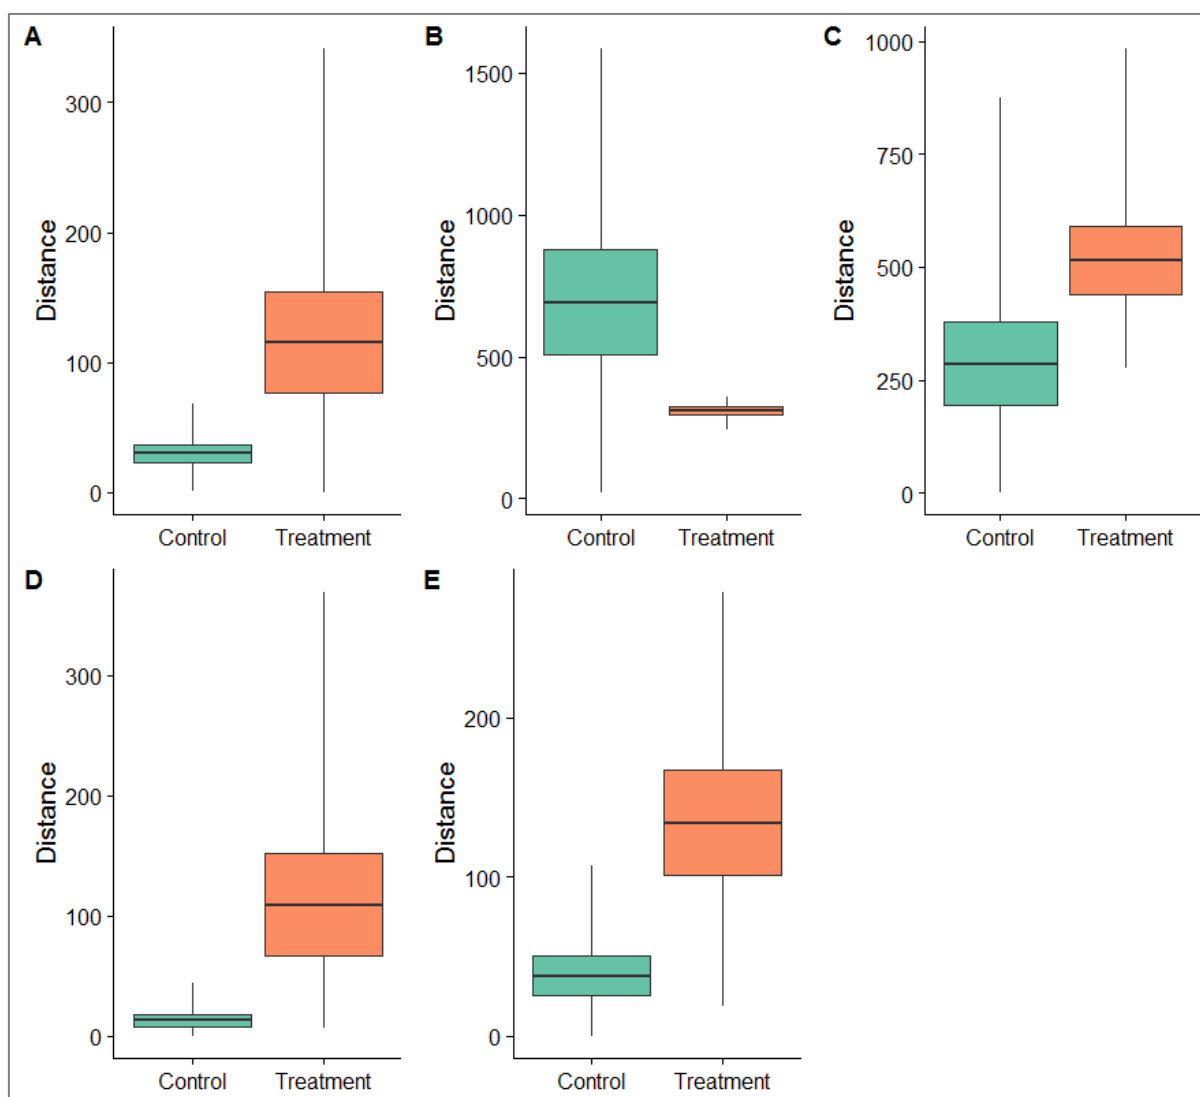 A
Distance
300
200
100
0
Control Treatment
B
Distance
1500
1000
500
0
Control Treatment
C
Distance
1000
750
500
250
0
Control Treatment
D
Distance
300
200
100
0
Control Treatment
E
Distance
200
100
0
Control Treatment